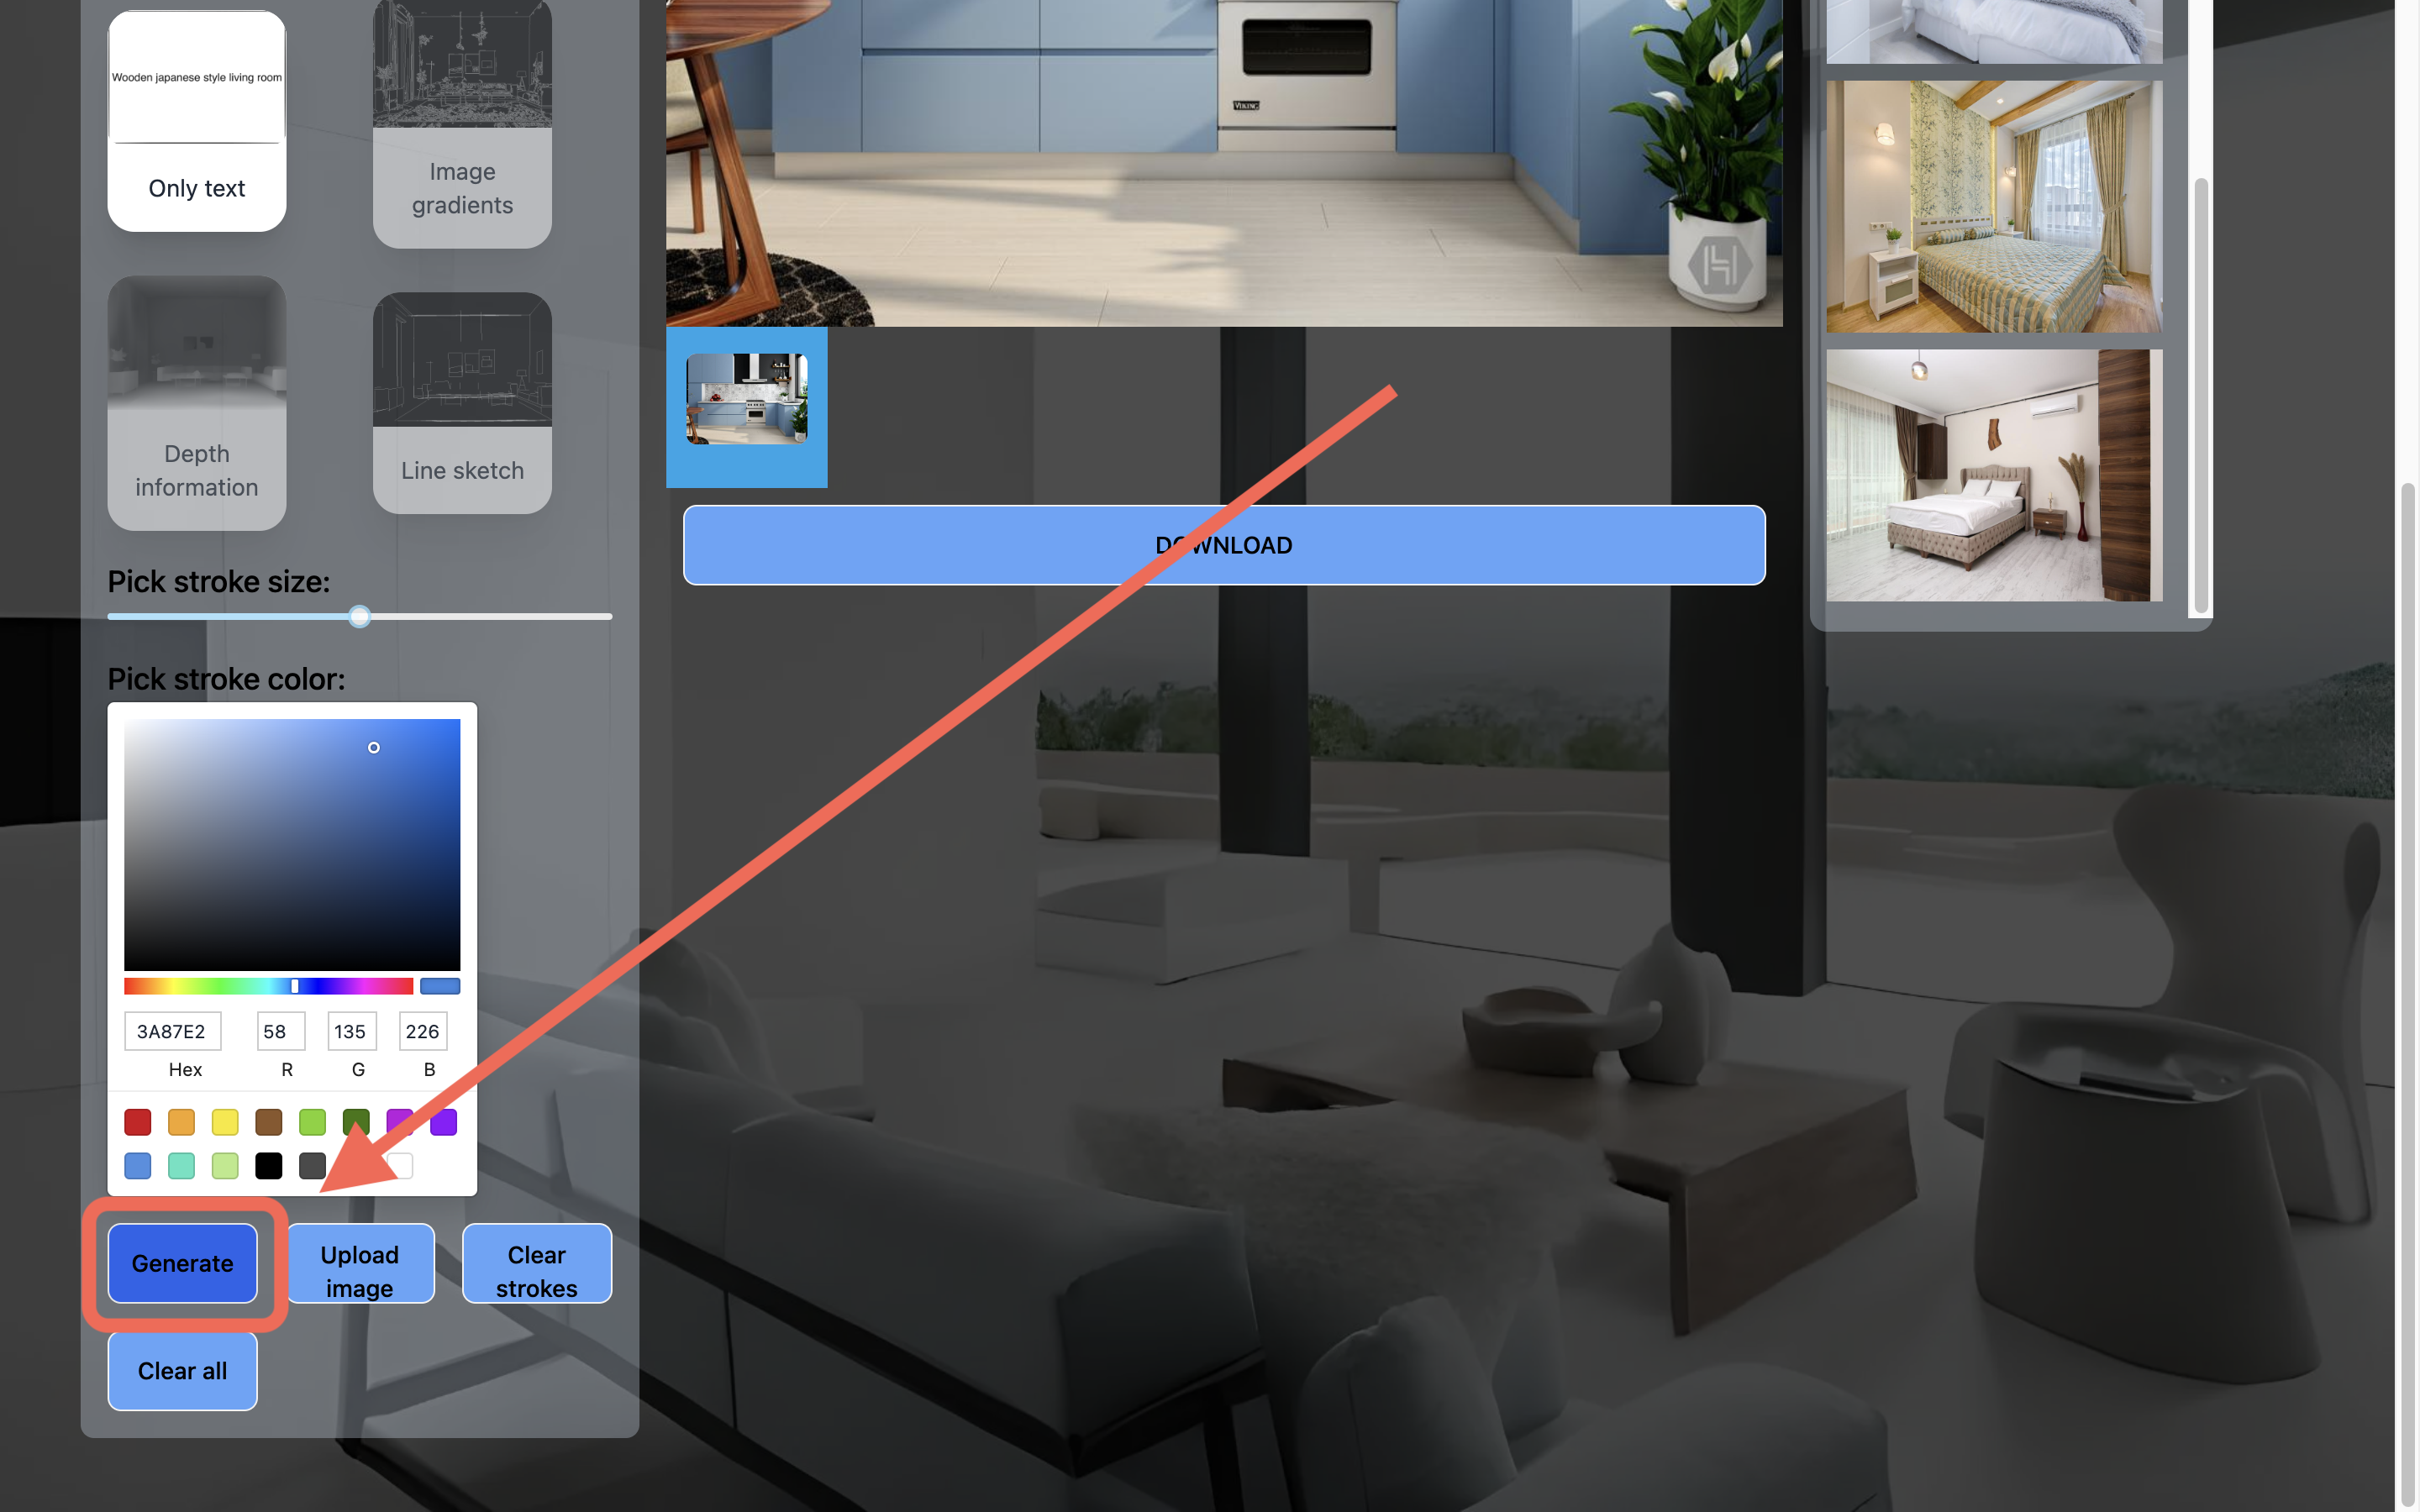 Wooden japanese style living room
Only text
Image
gradients
VIKING
Depth
information
Line sketch
DOWNLOAD
Pick stroke size:
Pick stroke color:
3A87E2
58
135
226
Hex
R
G
B
Generate
Upload
image
Clear
strokes
Clear all